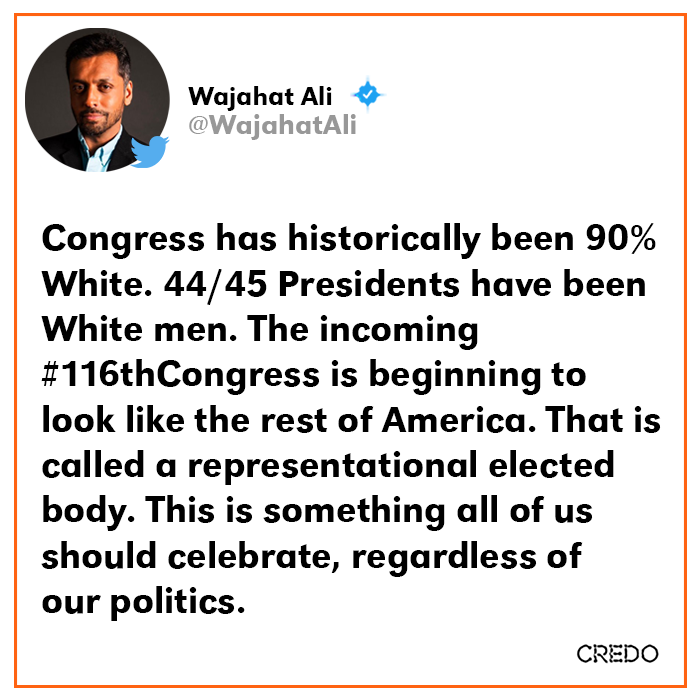 Wajahat Ali
@WajahatAli
Congress has historically been 90%
White. 44/45 Presidents have been
White men. The incoming
#116thCongress is beginning to
look like the rest of America. That is
called a representational elected
body. This is something all of us
should celebrate, regardless of
our politics.
CREDO